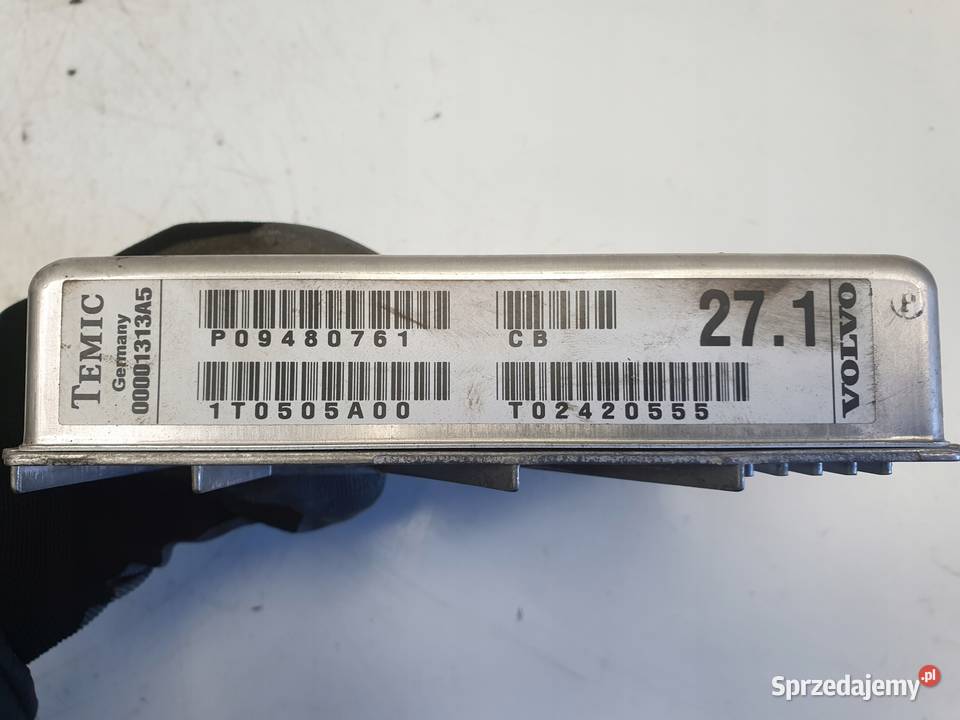 TEMIC
Germany
00001313A5
P09480761
CB
27.1
1T0505A00
T02420555
VOLVO
Sprzedajemy.pl